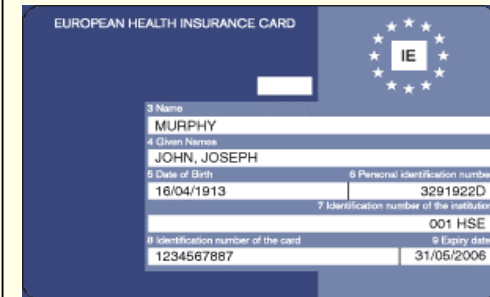 EUROPEAN HEALTH INSURANCE CARD
IE
3 Name
MURPHY
4 Given Names
JOHN, JOSEPH
5 Date of Birth 6 Personal identification number
16/04/1913 3291922D
7 Identification number of the institution
001 HSE
8 Identification number of the card 9 Expiry date
1234567887 31/05/2006